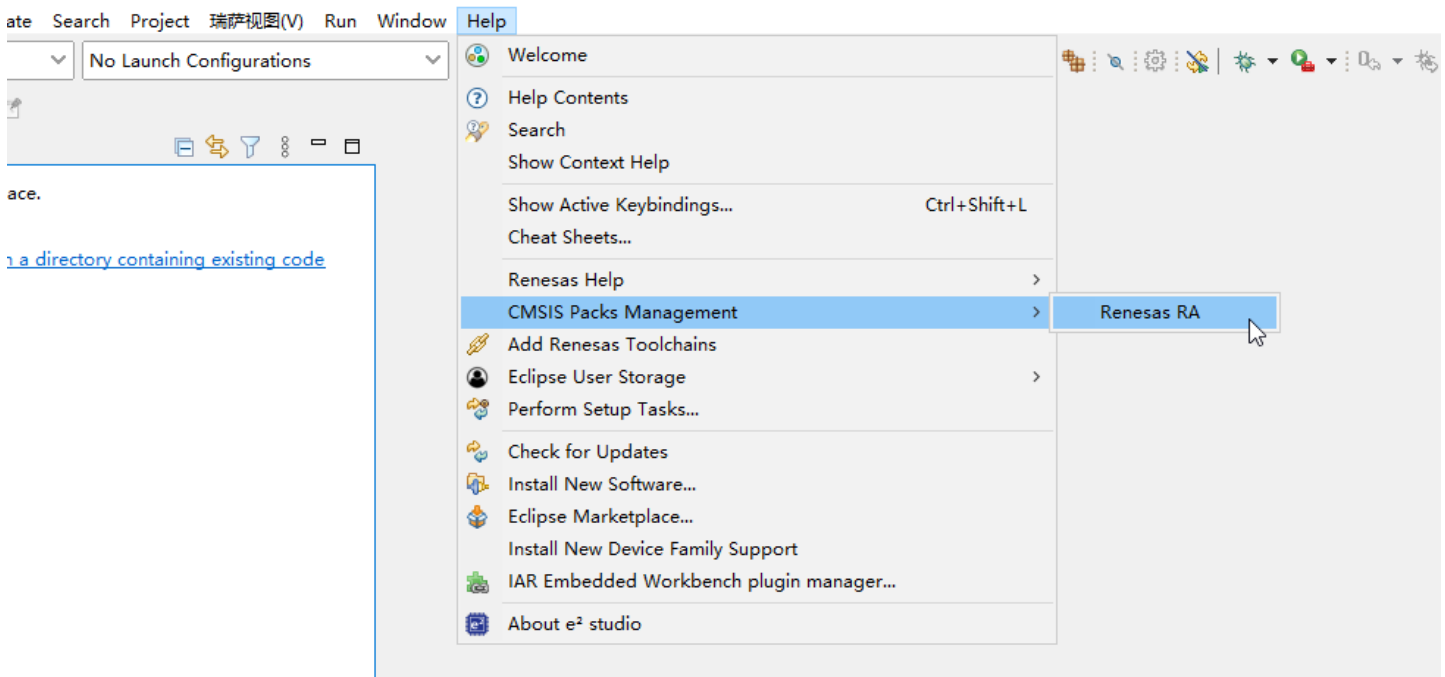 ate Search Project 瑞萨视图(V) Run Window Help
No Launch Configurations
ace.
n a directory containing existing code
Welcome
Help Contents
Search
Show Context Help
Show Active Keybindings... Ctrl+Shift+L
Cheat Sheets...
Renesas Help
CMSIS Packs Management
Renesas RA
Add Renesas Toolchains
Eclipse User Storage
Perform Setup Tasks...
Check for Updates
Install New Software...
Eclipse Marketplace...
Install New Device Family Support
IAR Embedded Workbench plugin manager...
About e² studio